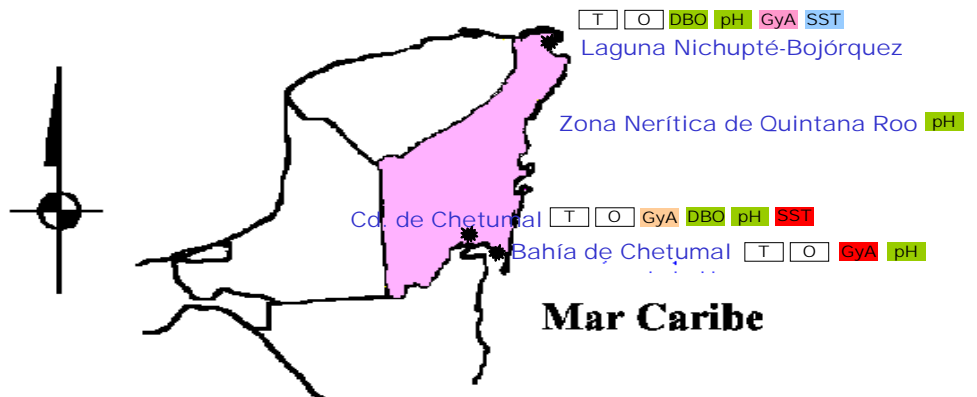 T O DBO pH GyA SST
Laguna Nichupté-Bojórquez
Zona Nerítica de Quintana Roo pH
Cd. de Chetumal T O GyA DBO pH SST
Bahía de Chetumal T O GyA pH
Mar Caribe